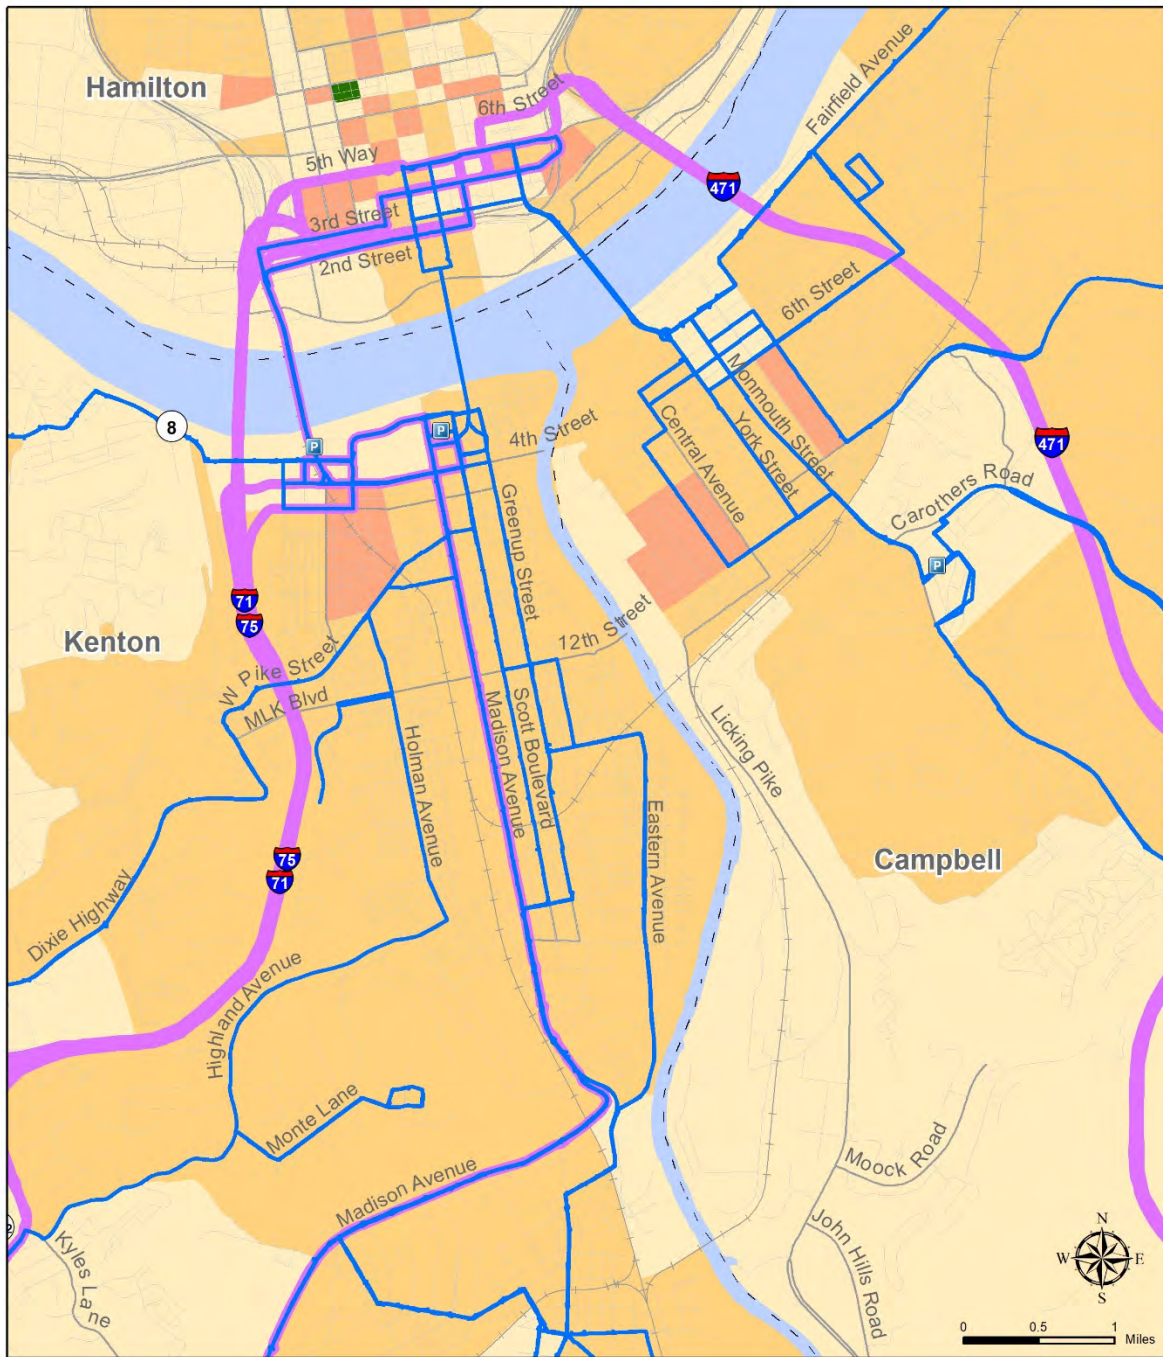 Hamilton
Fairfield Avenue
6th Street
5th Way
471
3rd Street
2nd Street
6th Street
8
P
P
4th Street
Monmouth Street
York Street
Central Avenue
471
Carothers Road
Greenup Street
P
71
75
12th Street
Kenton
W Pike Street
MLK Blvd
Scott Boulevard
Madison Avenue
Holman Avenue
Licking Pike
Eastern Avenue
75
71
Campbell
Dixie Highway
Highland Avenue
Monte Lane
Moock Road
Madison Avenue
John Hills Road
Kyles Lane
N
W E
S
0 0.5 1
Miles